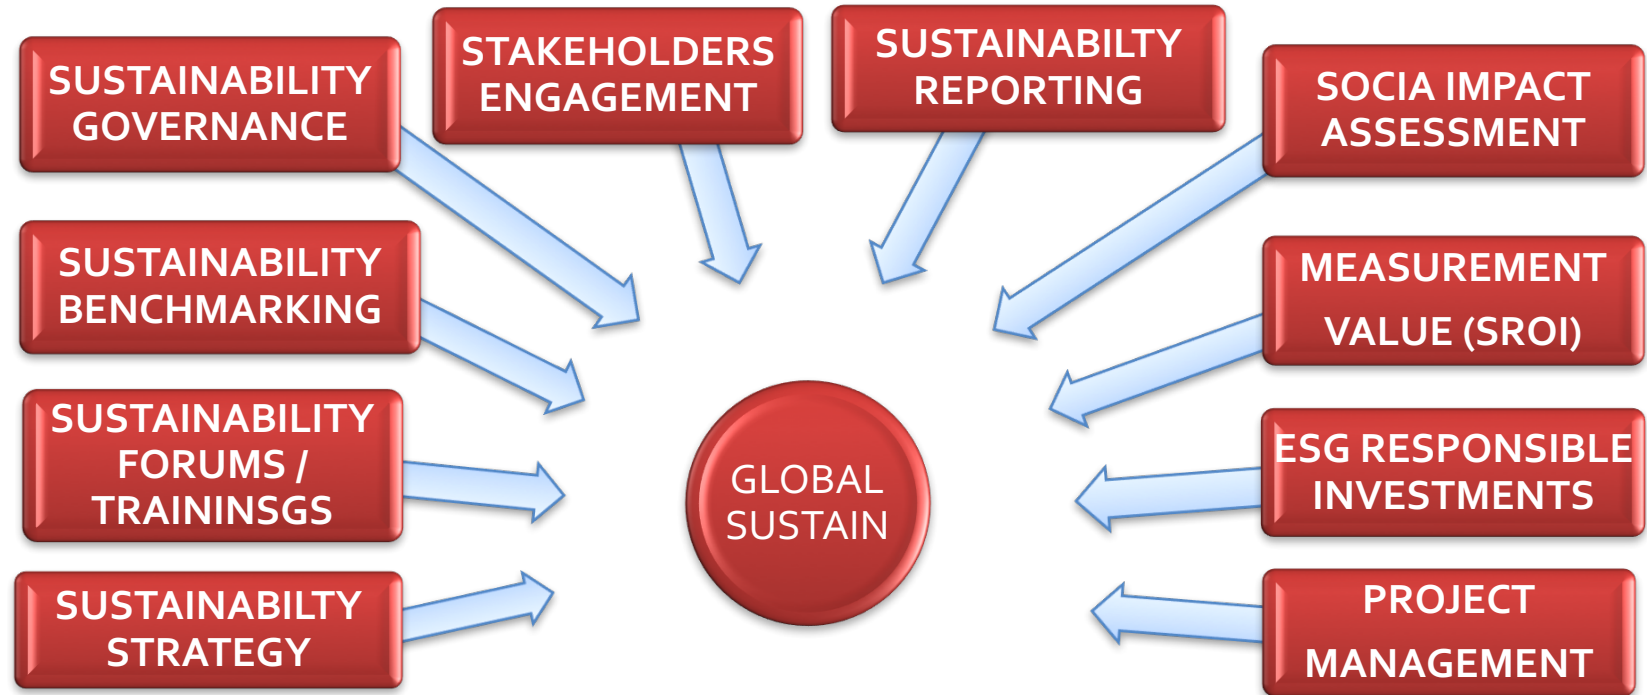 SUSTAINABILITY
GOVERNANCE
STAKEHOLDERS
ENGAGEMENT
SUSTAINABILTY
REPORTING
SOCIA IMPACT
ASSESSMENT
SUSTAINABILITY
BENCHMARKING
MEASUREMENT
VALUE (SROI)
SUSTAINABILITY
FORUMS /
TRAININSGS
GLOBAL
SUSTAIN
ESG RESPONSIBLE
INVESTMENTS
SUSTAINABILTY
STRATEGY
PROJECT
MANAGEMENT